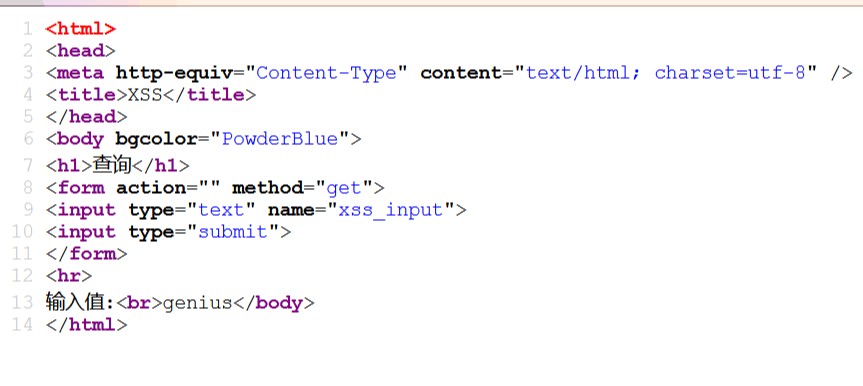 1 <html>
2 <head>
3 <meta http-equiv="Content-Type" content="text/html; charset=utf-8" />
4 <title>XSS</title>
5 </head>
6 <body bgcolor="PowderBlue">
7 <h1>查询</h1>
8 <form action="" method="get">
9 <input type="text" name="xss_input">
10 <input type="submit">
11 </form>
12 <hr>
13 输入值:<br>genius</body>
14 </html>